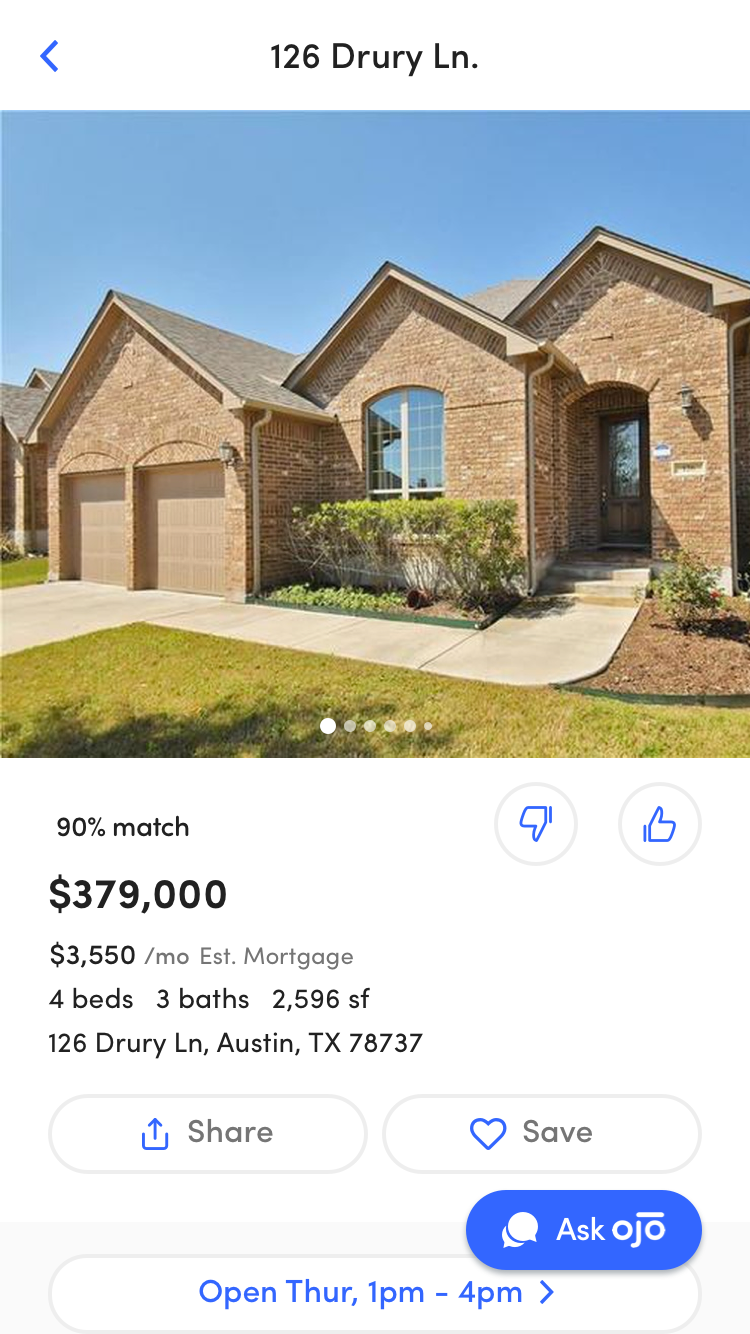 126 Drury Ln.
90% match
$379,000
$3,550 /mo Est. Mortgage
4 beds 3 baths 2,596 sf
126 Drury Ln, Austin, TX 78737
Share
Save
Ask ojō
Open Thur, 1pm - 4pm